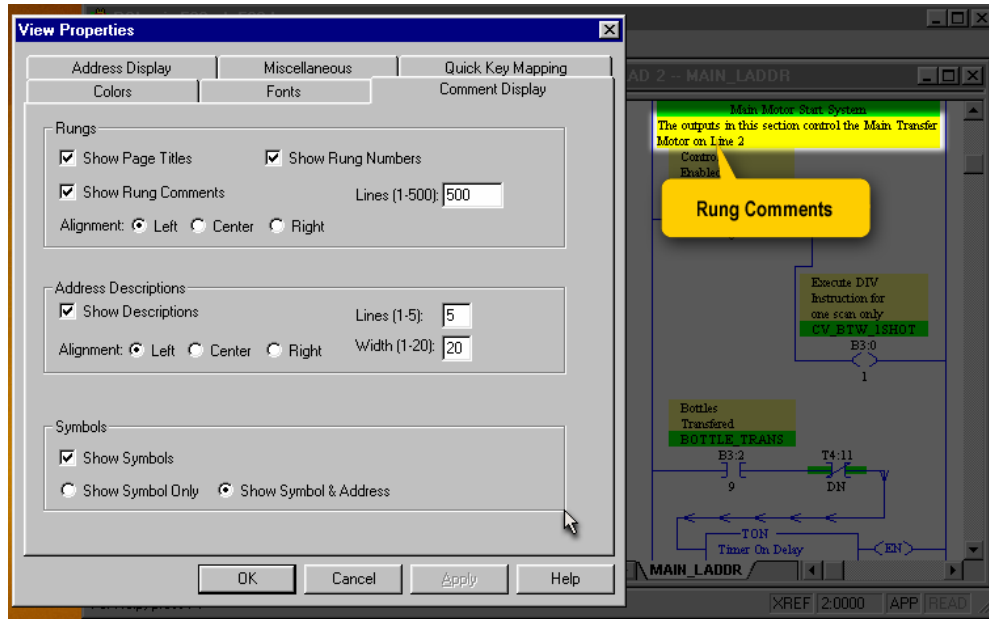 View Properties
Address Display
Miscellaneous
Quick Key Mapping
Colors
Fonts
Comment Display
Rungs
Show Page Titles
Show Rung Numbers
Show Rung Comments
Lines (1-500): 500
Alignment: Left Center Right
Address Descriptions
Show Descriptions
Lines (1-5): 5
Alignment: Left Center Right
Width (1-20): 20
Symbols
Show Symbols
Show Symbol Only
Show Symbol & Address
OK
Cancel
Apply
Help
AD 2 -- MAIN_LADDR
Main Motor Start System
The outputs in this section control the Main Transfer
Motor on Line 2
Enabled
Rung Comments
Execute DIV
Instruction for
one scan only
CV_BTW_1SHOT
B3:0
1
Bottles
Transfered
BOTTLE_TRANS
B3:2
9
T4:11
DN
TON
Timer On Delay
EN
MAIN_LADDR
XREF
2:0000
APP
READ